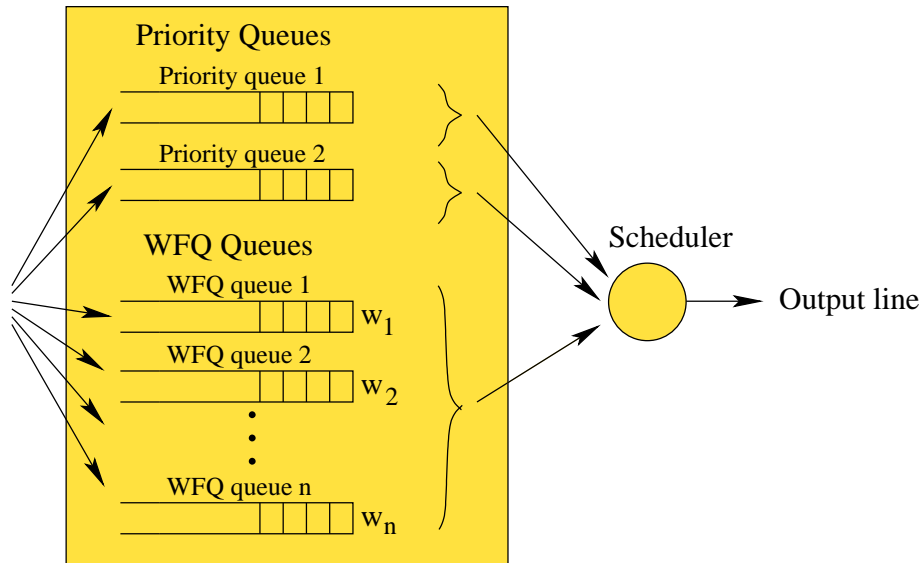 Priority Queues
Priority queue 1
Priority queue 2
WFQ Queues
WFQ queue 1
w1
WFQ queue 2
w2
WFQ queue n
wn
Scheduler
Output line